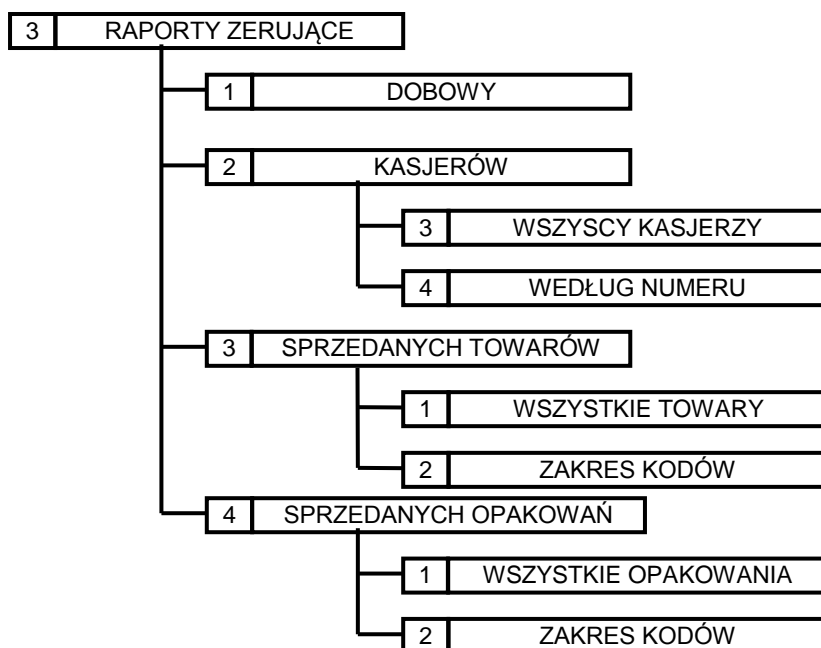 3 RAPORTY ZERUJĄCE
1 DOBOWY
2 KASJERÓW
3 WSZYSCY KASJERZY
4 WEDŁUG NUMERU
3 SPRZEDANYCH TOWARÓW
1 WSZYSTKIE TOWARY
2 ZAKRES KODÓW
4 SPRZEDANYCH OPAKOWAŃ
1 WSZYSTKIE OPAKOWANIA
2 ZAKRES KODÓW